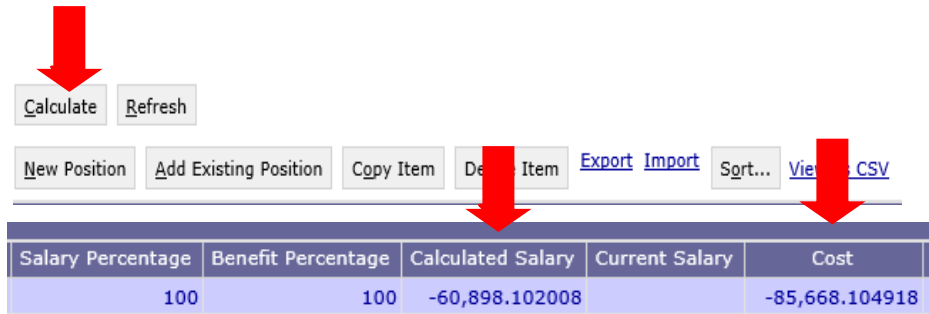 Calculate Refresh
New Position Add Existing Position Copy Item Item Export Import Sort... CSV
Salary Percentage Benefit Percentage Calculated Salary Current Salary Cost
100 100 -60,898.102008 -85,668.104918